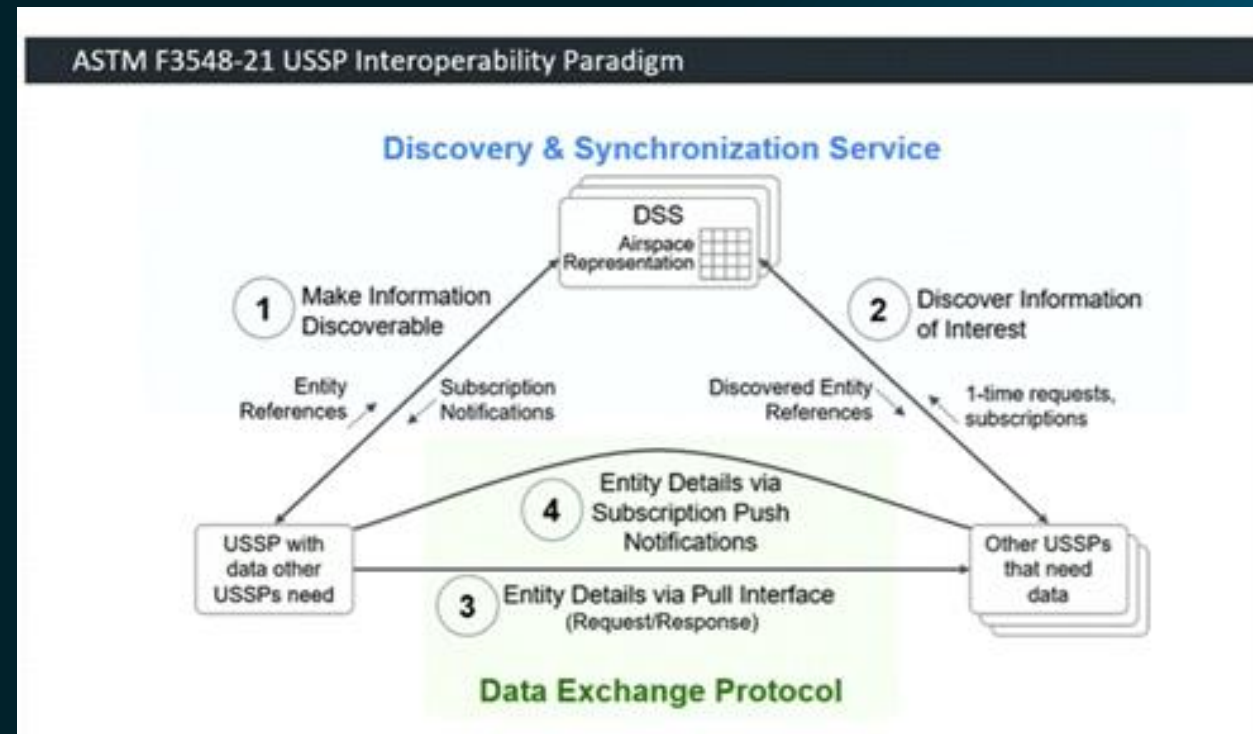 ASTM F3548-21 USSP Interoperability Paradigm
Discovery & Synchronization Service
DSS
Airspace
Representation
1
Make Information
Discoverable
2
Discover Information
of Interest
Entity
References
Subscription
Notifications
Discovered Entity
References
1-time requests,
subscriptions
4
Entity Details via
Subscription Push
Notifications
USSP with
data other
USSPs need
Other USSPs
that need
data
3
Entity Details via Pull Interface
(Request/Response)
Data Exchange Protocol